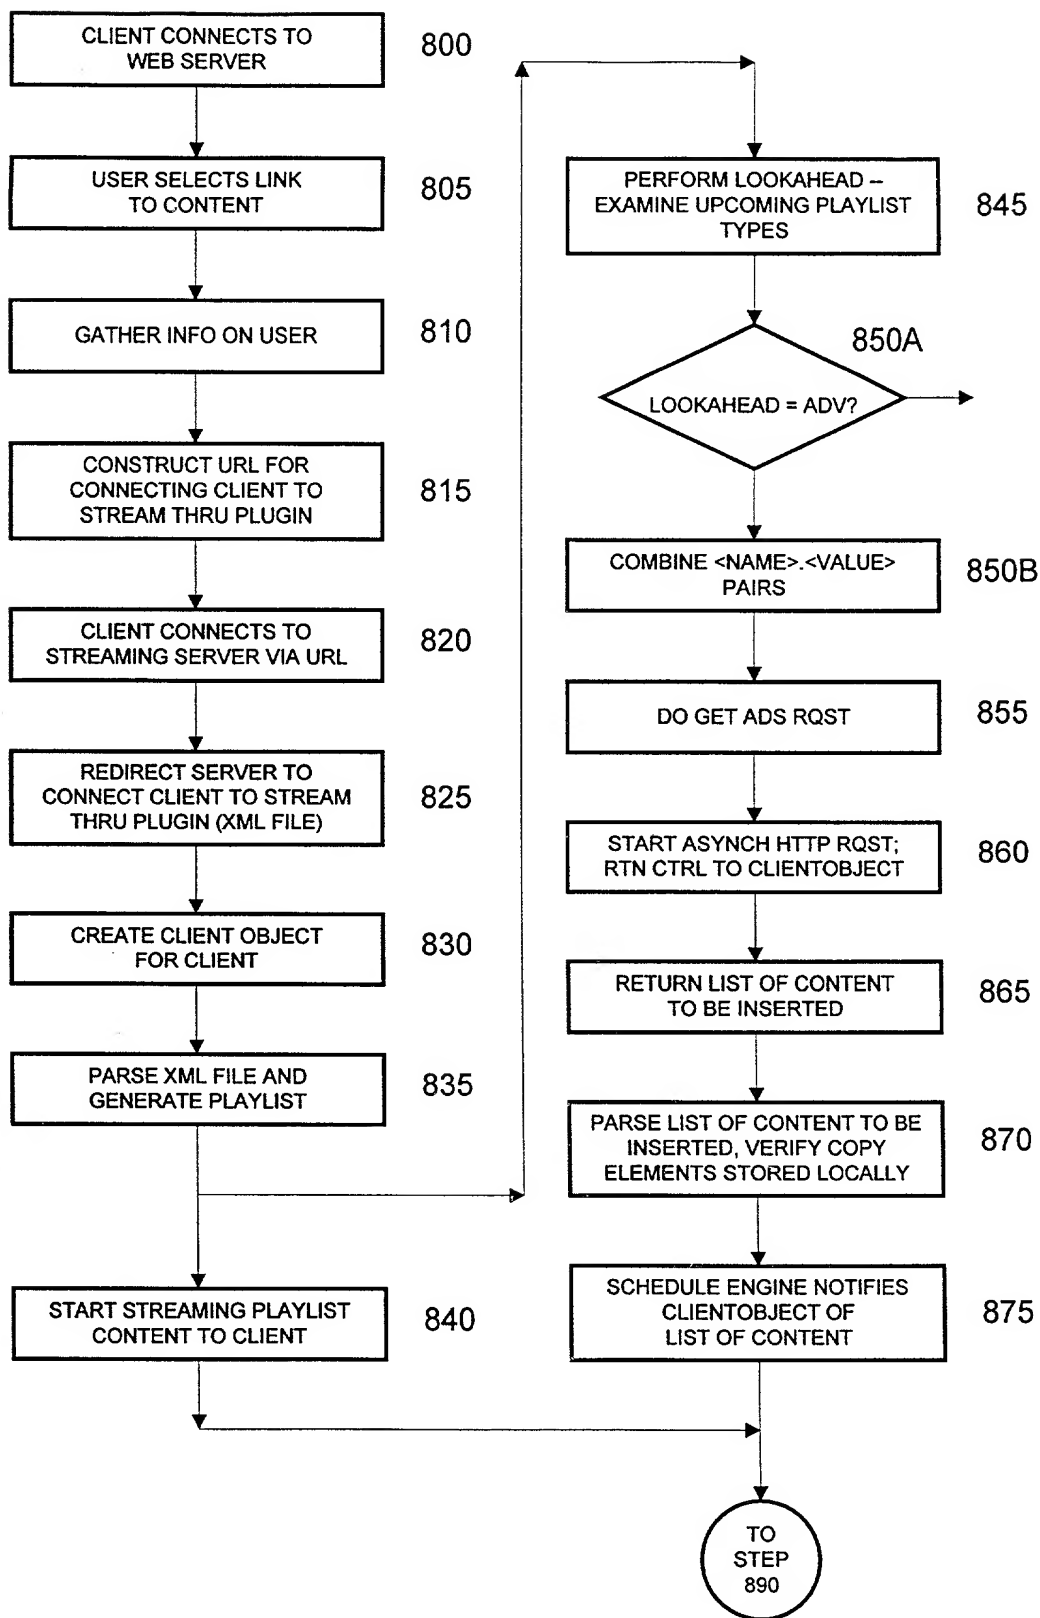 CLIENT CONNECTS TO
WEB SERVER
800
USER SELECTS LINK
TO CONTENT
805
GATHER INFO ON USER
810
CONSTRUCT URL FOR
CONNECTING CLIENT TO
STREAM THRU PLUGIN
815
CLIENT CONNECTS TO
STREAMING SERVER VIA URL
820
REDIRECT SERVER TO
CONNECT CLIENT TO STREAM
THRU PLUGIN (XML FILE)
825
CREATE CLIENT OBJECT
FOR CLIENT
830
PARSE XML FILE AND
GENERATE PLAYLIST
835
START STREAMING PLAYLIST
CONTENT TO CLIENT
840
PERFORM LOOKAHEAD –
EXAMINE UPCOMING PLAYLIST
TYPES
845
850A
LOOKAHEAD = ADV?
COMBINE <NAME>.<VALUE>
PAIRS
850B
DO GET ADS RQST
855
START ASYNCH HTTP RQST;
RTN CTRL TO CLIENTOBJECT
860
RETURN LIST OF CONTENT
TO BE INSERTED
865
PARSE LIST OF CONTENT TO BE
INSERTED, VERIFY COPY
ELEMENTS STORED LOCALLY
870
SCHEDULE ENGINE NOTIFIES
CLIENTOBJECT OF
LIST OF CONTENT
875
TO
STEP
890